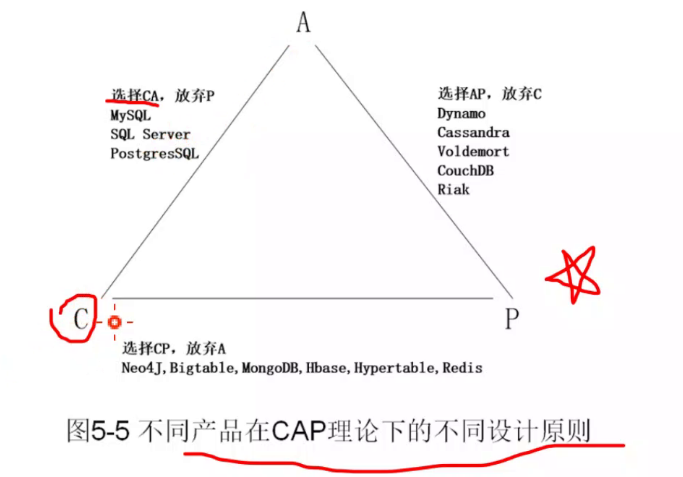 A
选择CA，放弃P
MySQL
SQL Server
PostgresSQL
选择AP，放弃C
Dynamo
Cassandra
Voldemort
CouchDB
Riak
C
P
选择CP，放弃A
Neo4J,Bigtable,MongoDB,Hbase,Hypertable,Redis
图5-5 不同产品在CAP理论下的不同设计原则